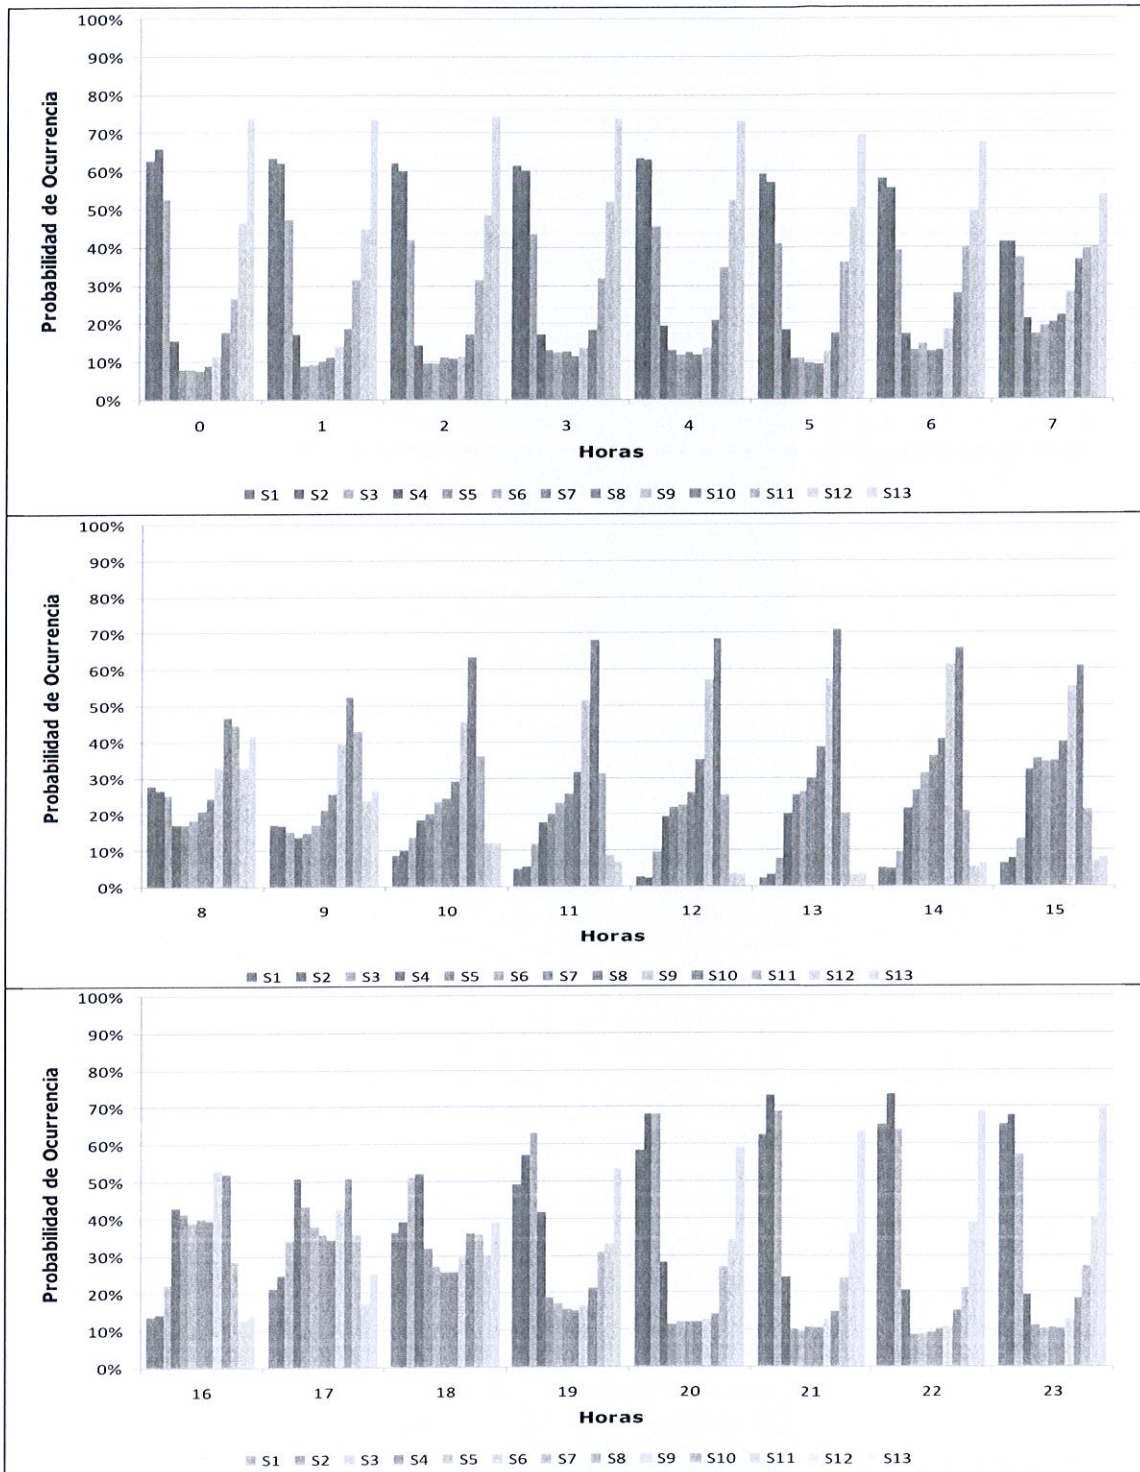 Probabilidad de Ocurrencia
100%
90%
80%
70%
60%
50%
40%
30%
20%
10%
0%
0 1 2 3 4 5 6 7
Horas
S1 S2 S3 S4 S5 S6 S7 S8 S9 S10 S11 S12 S13
Probabilidad de Ocurrencia
100%
90%
80%
70%
60%
50%
40%
30%
20%
10%
0%
8 9 10 11 12 13 14 15
Horas
S1 S2 S3 S4 S5 S6 S7 S8 S9 S10 S11 S12 S13
Probabilidad de Ocurrencia
100%
90%
80%
70%
60%
50%
40%
30%
20%
10%
0%
16 17 18 19 20 21 22 23
Horas
S1 S2 S3 S4 S5 S6 S7 S8 S9 S10 S11 S12 S13